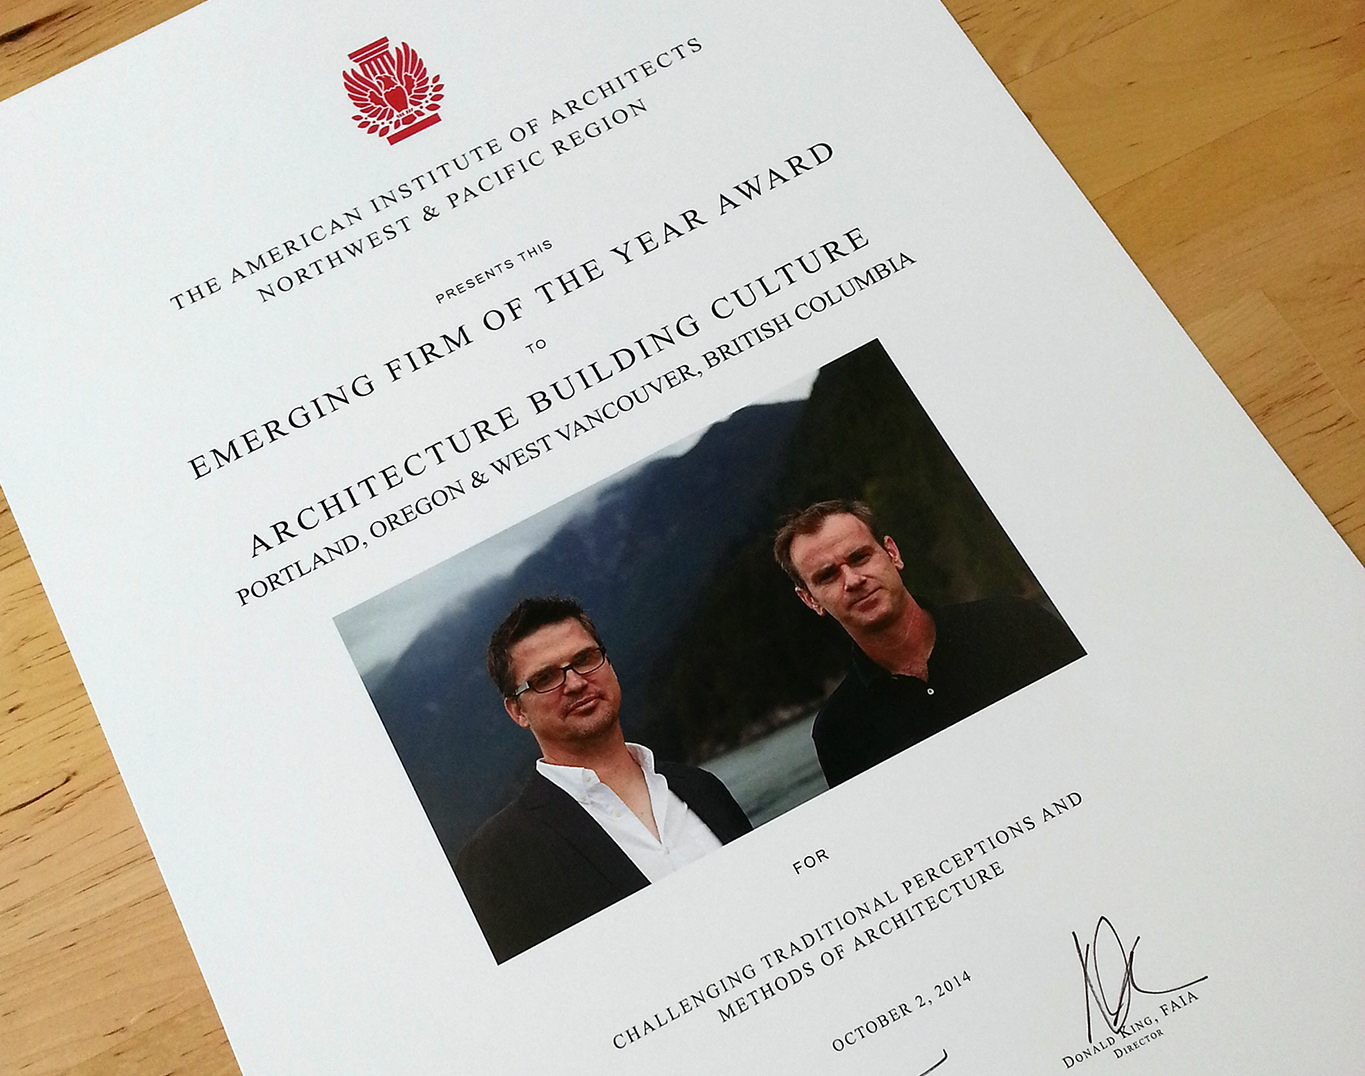 THE AMERICAN INSTITUTE OF ARCHITECTS
NORTHWEST & PACIFIC REGION
PRESENTS THIS
EMERGING FIRM OF THE YEAR AWARD
TO
ARCHITECTURE BUILDING CULTURE
PORTLAND, OREGON & WEST VANCOUVER, BRITISH COLUMBIA
FOR
CHALLENGING TRADITIONAL PERCEPTIONS AND
METHODS OF ARCHITECTURE
OCTOBER 2, 2014
DONALD KING, FAIA
DIRECTOR